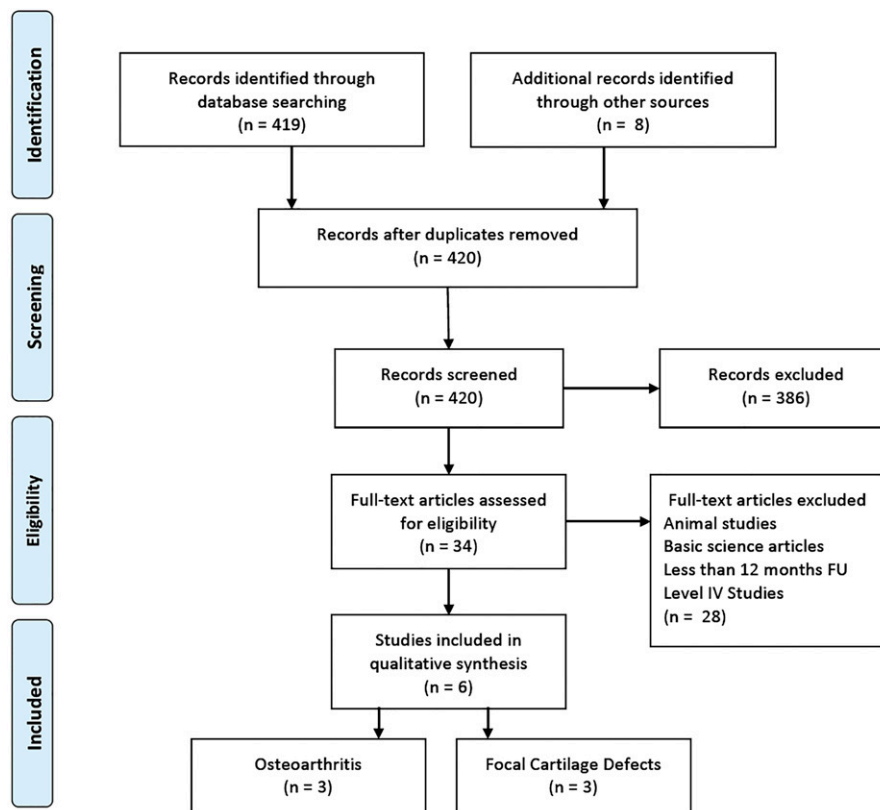 Identification
Records identified through
database searching
(n = 419)
Additional records identified
through other sources
(n = 8)
Screening
Records after duplicates removed
(n = 420)
Records screened
(n = 420)
Records excluded
(n = 386)
Eligibility
Full-text articles assessed
for eligibility
(n = 34)
Full-text articles excluded
Animal studies
Basic science articles
Less than 12 months FU
Level IV Studies
(n = 28)
Included
Studies included in
qualitative synthesis
(n = 6)
Osteoarthritis
(n = 3)
Focal Cartilage Defects
(n = 3)